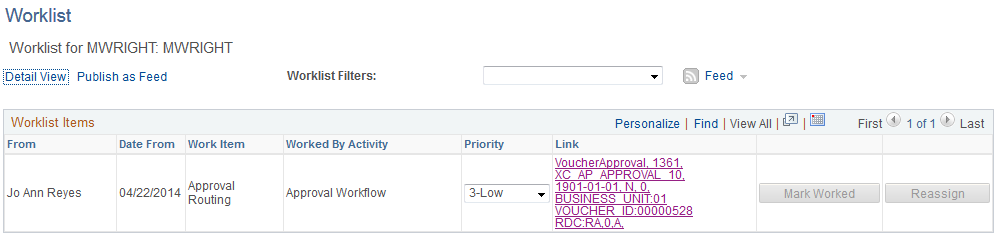 Worklist
Worklist for MWRIGHT: MWRIGHT
Detail View Publish as Feed Worklist Filters: Feed
Worklist Items Personalize | Find | View All | | First 1 of 1 Last
From Date From Work Item Worked By Activity Priority Link
Jo Ann Reyes 04/22/2014 Approval Routing Approval Workflow 3-Low
VoucherApproval, 1361,
XC_AP_APPROVAL_10,
1901-01-01, N, 0,
BUSINESS_UNIT:01
VOUCHER_ID:00000528
RDC:RA,0,A,
Mark Worked Reassign